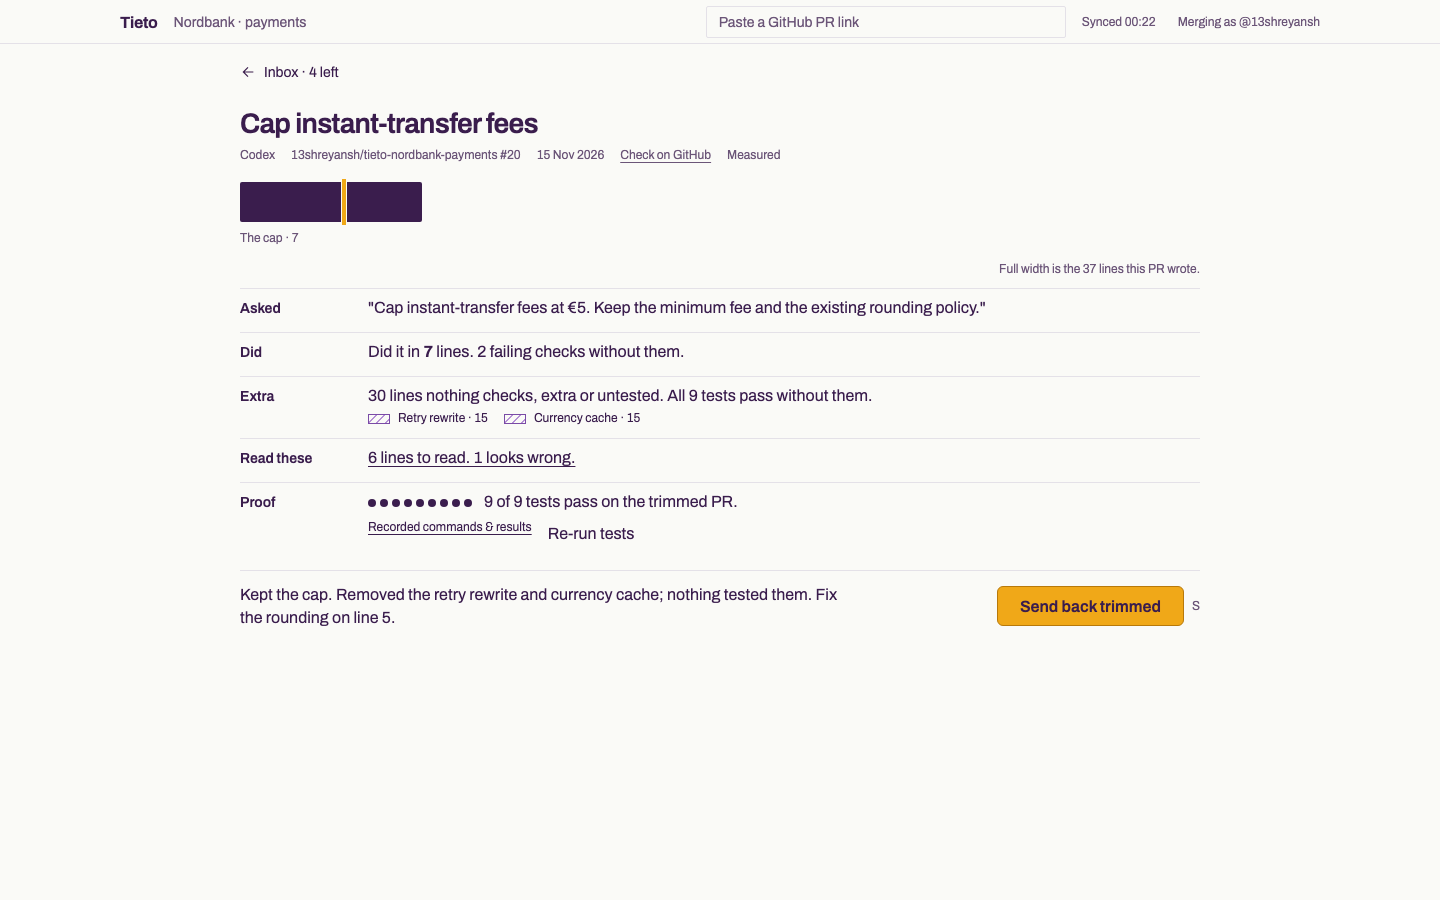 Tieto Nordbank · payments Paste a GitHub PR link Synced 00:22 Merging as @13shreyansh
← Inbox · 4 left
Cap instant-transfer fees
Codex 13shreyansh/tieto-nordbank-payments #20 15 Nov 2026 Check on GitHub Measured
The cap · 7
Full width is the 37 lines this PR wrote.
Asked "Cap instant-transfer fees at €5. Keep the minimum fee and the existing rounding policy."
Did Did it in 7 lines. 2 failing checks without them.
Extra 30 lines nothing checks, extra or untested. All 9 tests pass without them.
Retry rewrite · 15 Currency cache · 15
Read these 6 lines to read. 1 looks wrong.
Proof 9 of 9 tests pass on the trimmed PR.
Recorded commands & results Re-run tests
Kept the cap. Removed the retry rewrite and currency cache; nothing tested them. Fix
the rounding on line 5.
Send back trimmed S